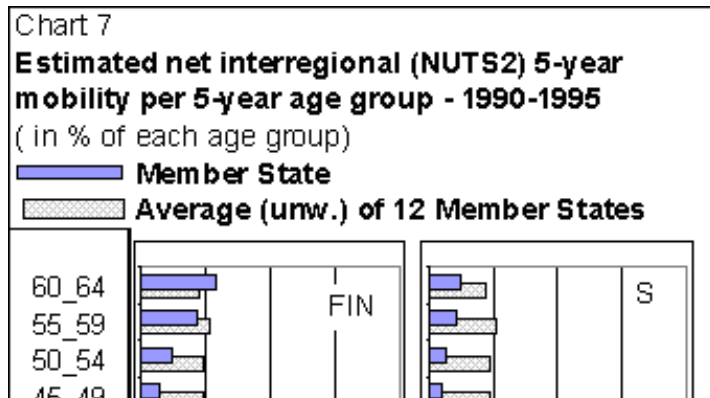 Chart 7
Estimated net interregional (NUTS2) 5-year
mobility per 5-year age group - 1990-1995
( in % of each age group)
Member State
Average (unw.) of 12 Member States
60_64
FIN
S
55_59
50_54
45_49